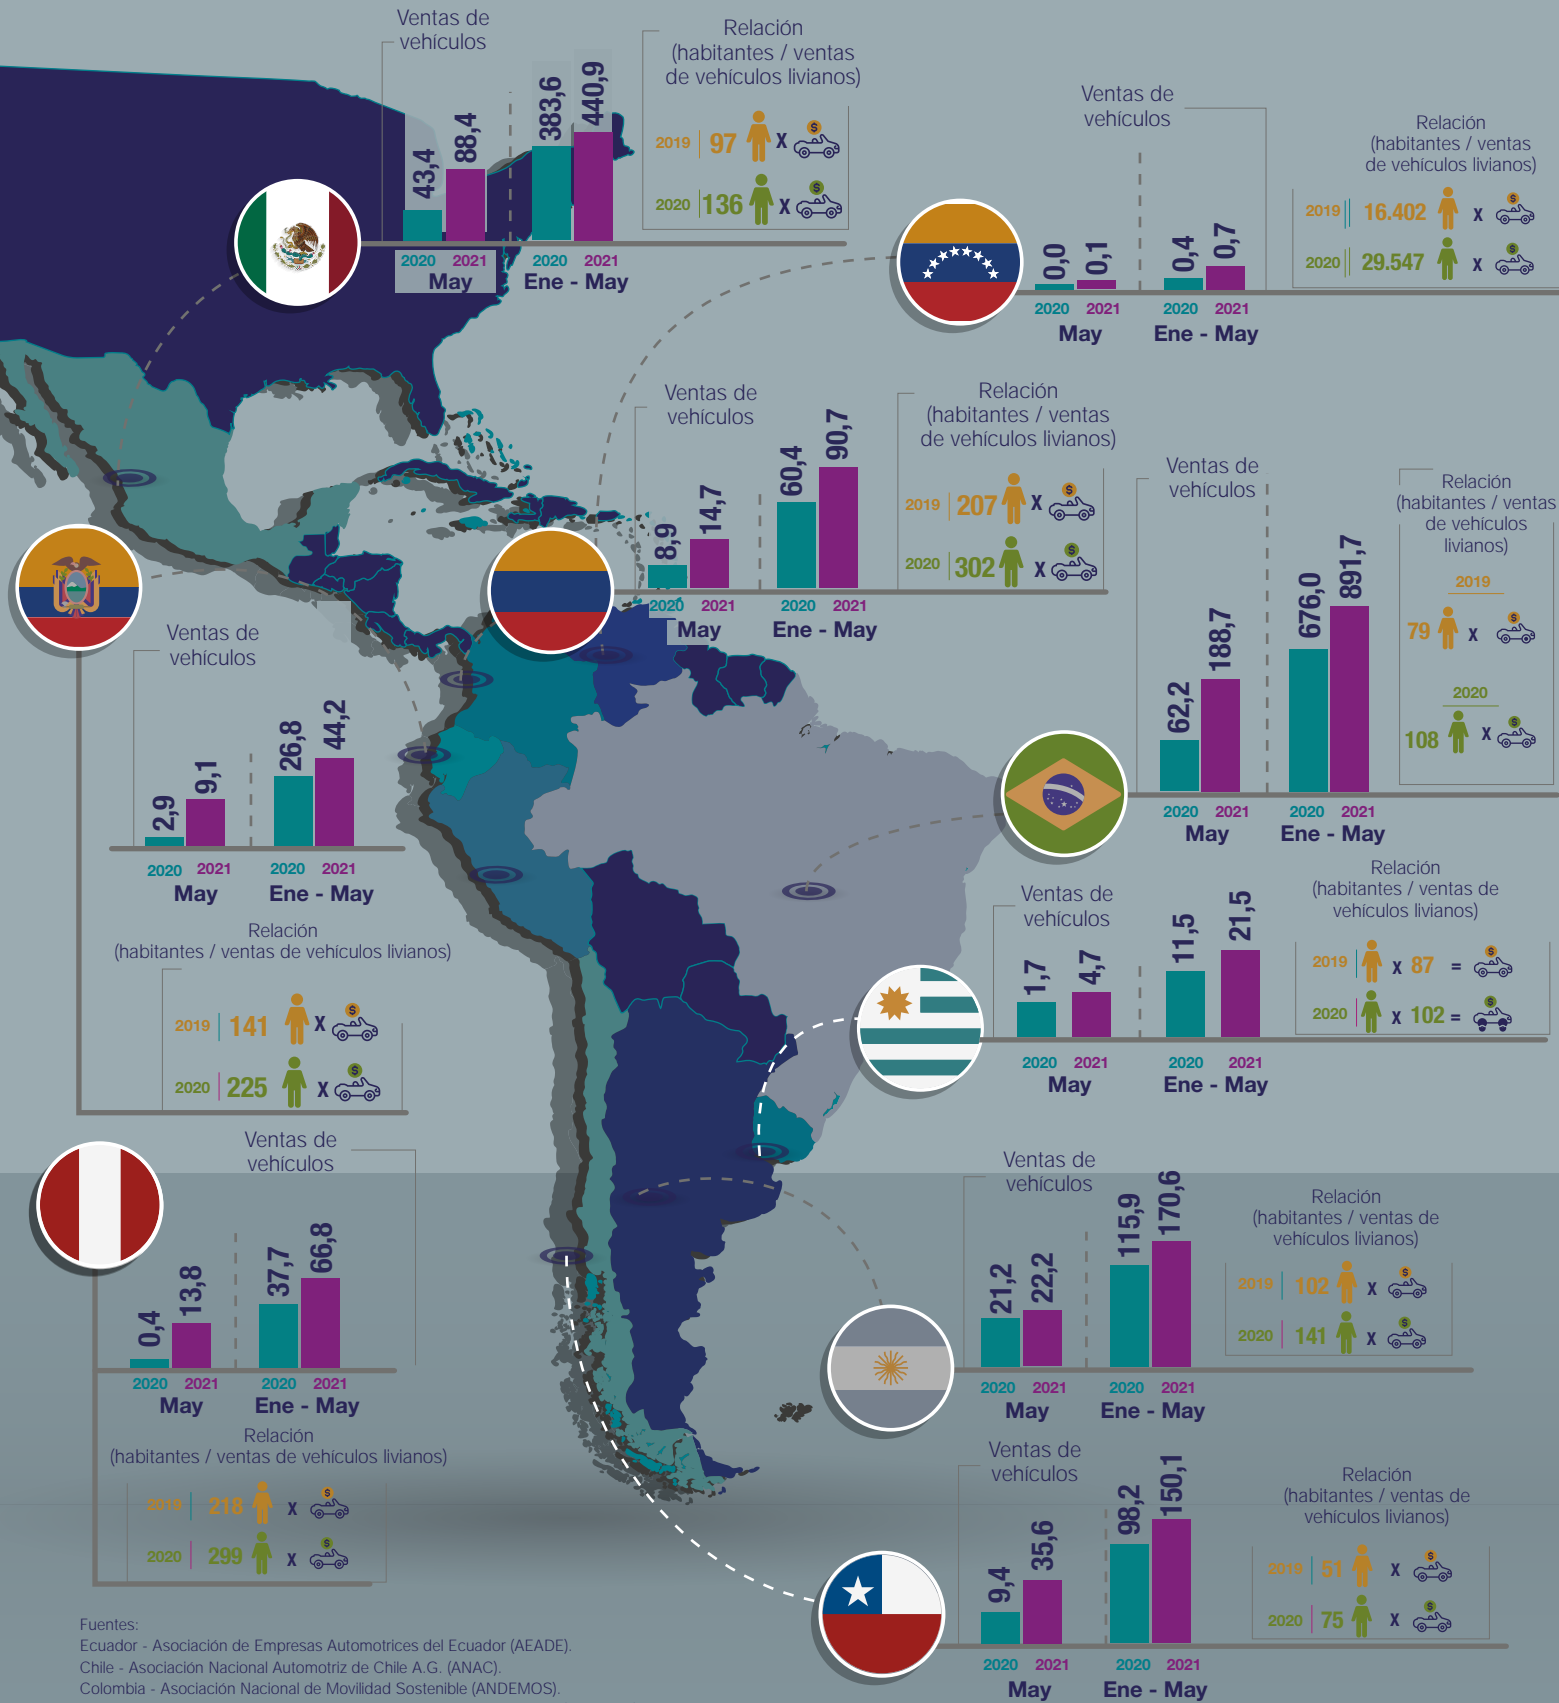 Ventas de
vehículos
43,4
88,4
383,6
440,9
2020
2021
2020
2021
May
Ene - May
Relación
(habitantes / ventas
de vehículos livianos)
2019
97
X
$
2020
136
X
$
Ventas de
vehículos
0,0
0,1
0,4
0,7
2020
2021
2020
2021
May
Ene - May
Relación
(habitantes / ventas
de vehículos livianos)
2019
16.402
X
$
2020
29.547
X
$
Ventas de
vehículos
8,9
14,7
60,4
90,7
2020
2021
2020
2021
May
Ene - May
Relación
(habitantes / ventas
de vehículos livianos)
2019
207
X
$
2020
302
X
$
Ventas de
vehículos
62,2
188,7
676,0
891,7
2020
2021
2020
2021
May
Ene - May
Relación
(habitantes / ventas
de vehículos
livianos)
2019
79
X
$
2020
108
X
$
Ventas de
vehículos
2,9
9,1
26,8
44,2
2020
2021
2020
2021
May
Ene - May
Relación
(habitantes / ventas de vehículos livianos)
2019
141
X
$
2020
225
X
$
Ventas de
vehículos
1,7
4,7
11,5
21,5
2020
2021
2020
2021
May
Ene - May
Relación
(habitantes / ventas de
vehículos livianos)
2019
X 87 =
$
2020
X 102 =
$
Ventas de
vehículos
0,4
13,8
37,7
66,8
2020
2021
2020
2021
May
Ene - May
Relación
(habitantes / ventas de vehículos livianos)
2019
218
X
$
2020
299
X
$
Ventas de
vehículos
21,2
22,2
115,9
170,6
2020
2021
2020
2021
May
Ene - May
Relación
(habitantes / ventas de
vehículos livianos)
2019
102
X
$
2020
141
X
$
Ventas de
vehículos
9,4
35,6
98,2
150,1
2020
2021
2020
2021
May
Ene - May
Relación
(habitantes / ventas de
vehículos livianos)
2019
51
X
$
2020
75
X
$
Fuentes:
Ecuador - Asociación de Empresas Automotrices del Ecuador (AEADE).
Chile - Asociación Nacional Automotriz de Chile A.G. (ANAC).
Colombia - Asociación Nacional de Movilidad Sostenible (ANDEMOS).